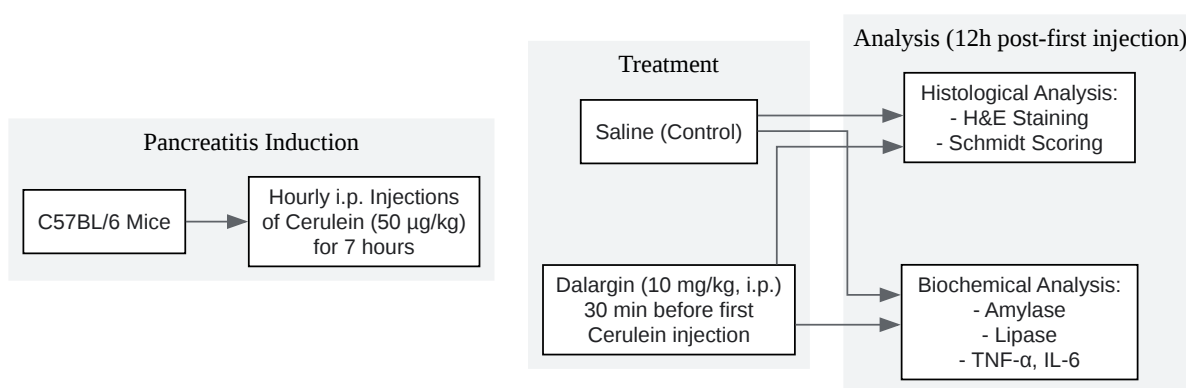 Pancreatitis Induction
C57BL/6 Mice
Hourly i.p. Injections
of Cerulein (50 µg/kg)
for 7 hours
Treatment
Saline (Control)
Dalargin (10 mg/kg, i.p.)
30 min before first
Cerulein injection
Analysis (12h post-first injection)
Histological Analysis:
- H&E Staining
- Schmidt Scoring
Biochemical Analysis:
- Amylase
- Lipase
- TNF-α, IL-6